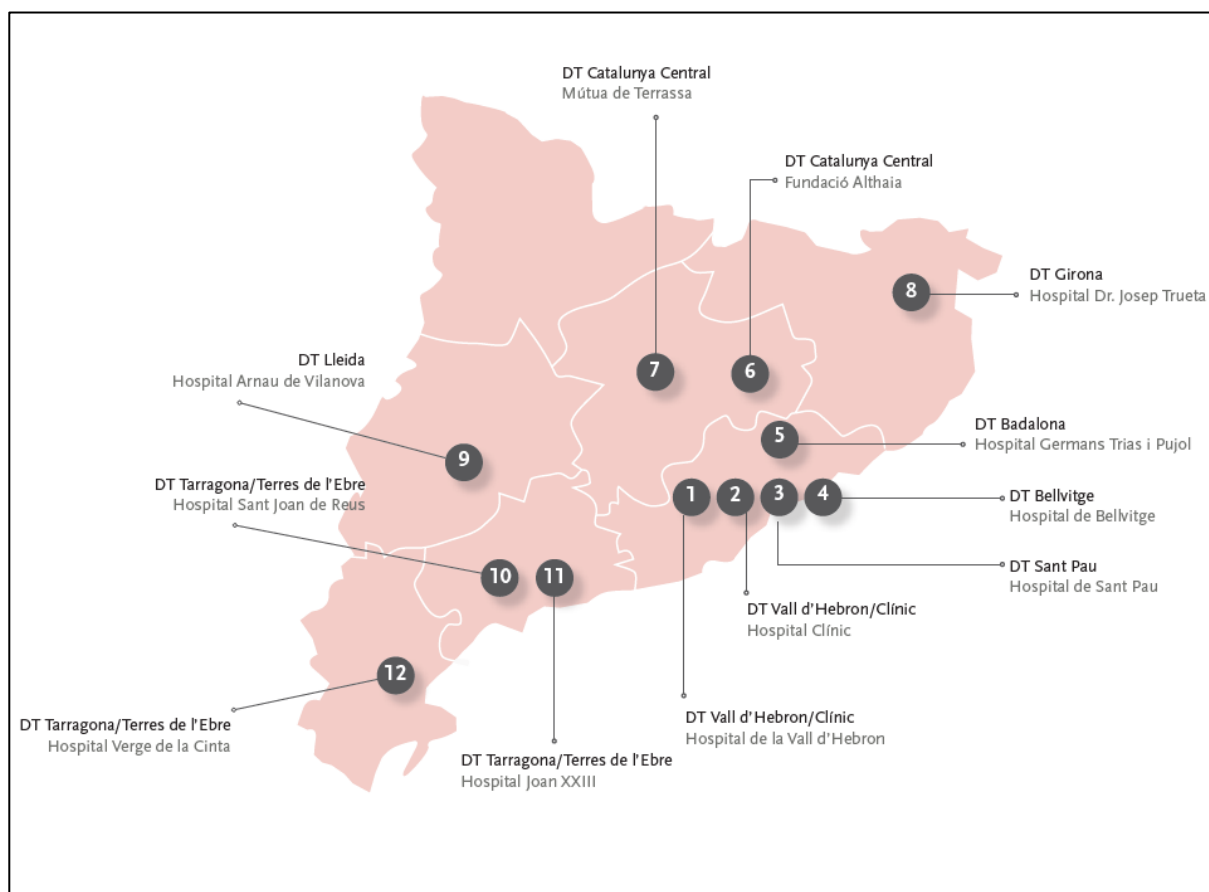 DT Catalunya Central
Mútua de Terrassa
DT Catalunya Central
Fundació Althaia
8
DT Girona
Hospital Dr. Josep Trueta
DT Lleida
Hospital Arnau de Vilanova
7
6
5
DT Badalona
Hospital Germans Trias i Pujol
9
DT Tarragona/Terres de l'Ebre
Hospital Sant Joan de Reus
1
2
3
4
DT Bellvitge
Hospital de Bellvitge
10
11
DT Sant Pau
Hospital de Sant Pau
DT Vall d'Hebron/Clínic
Hospital Clínic
12
DT Tarragona/Terres de l'Ebre
Hospital Verge de la Cinta
DT Vall d'Hebron/Clínic
Hospital de la Vall d'Hebron
DT Tarragona/Terres de l'Ebre
Hospital Joan XXIII